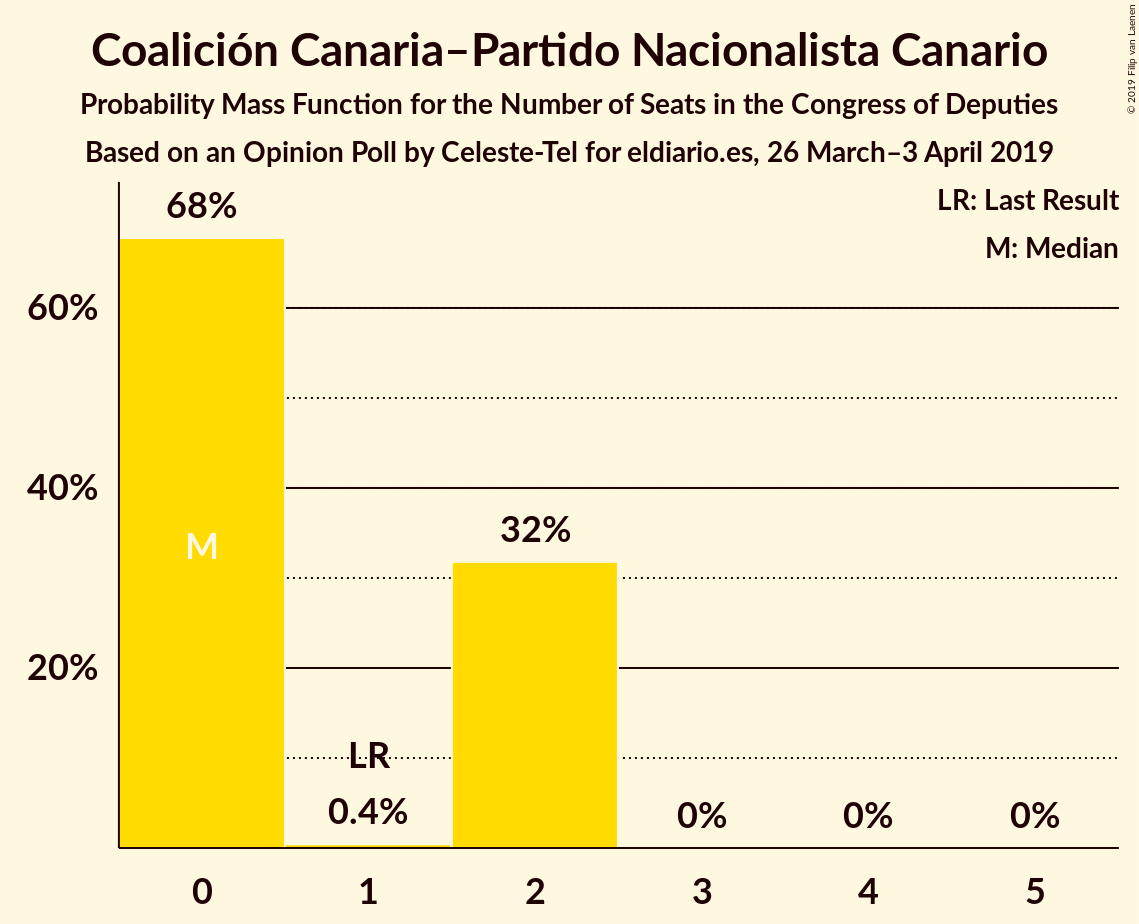 Coalición Canaria–Partido Nacionalista Canario
Probability Mass Function for the Number of Seats in the Congress of Deputies
Based on an Opinion Poll by Celeste-Tel for eldiario.es, 26 March–3 April 2019
© 2019 Filip van Laenen
LR: Last Result
M: Median
68%
60%
40%
32%
M
20%
LR
0.4%
0%
0%
0%
0
1
2
3
4
5